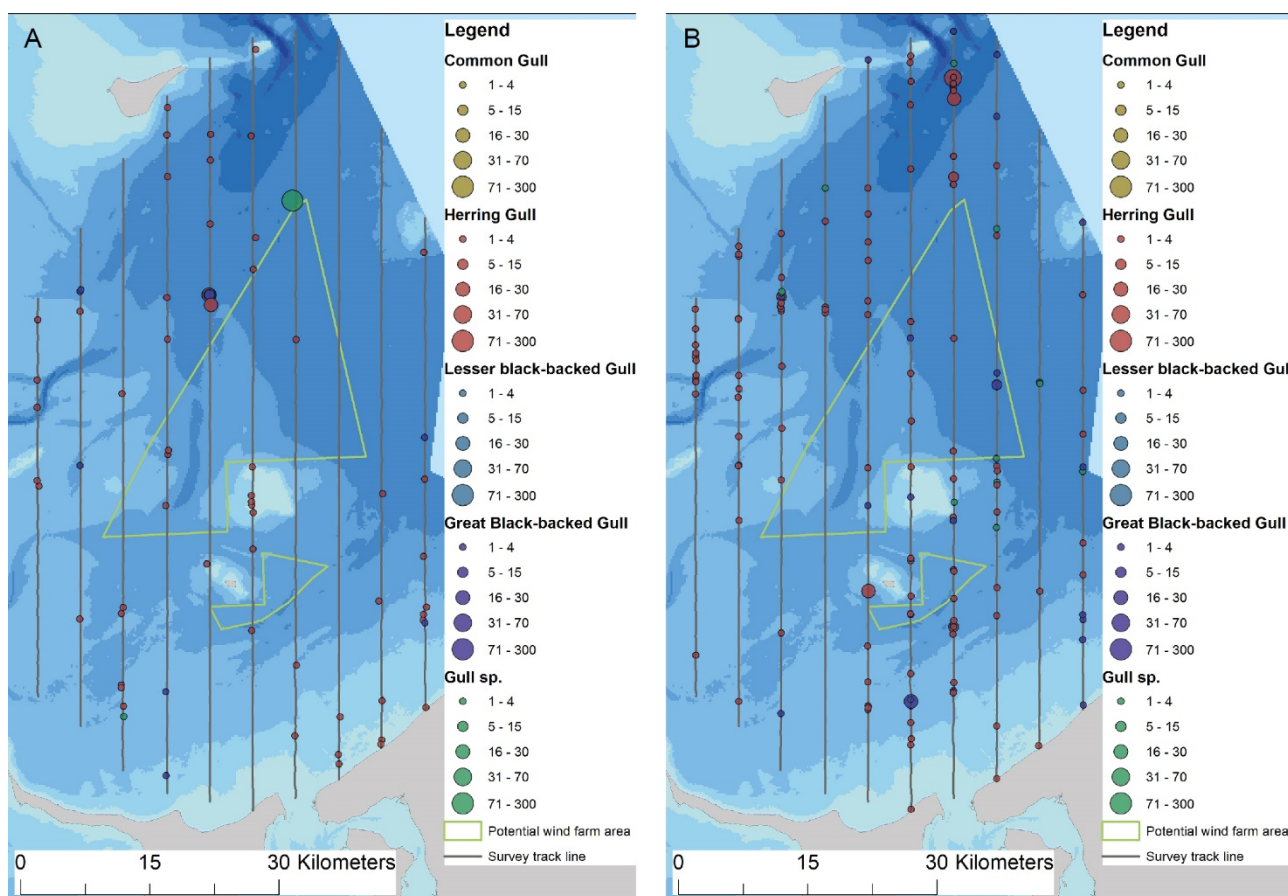 A
Legend
Common Gull
1 - 4
5 - 15
16 - 30
31 - 70
71 - 300
Herring Gull
1 - 4
5 - 15
16 - 30
31 - 70
71 - 300
Lesser black-backed Gull
1 - 4
5 - 15
16 - 30
31 - 70
71 - 300
Great Black-backed Gull
1 - 4
5 - 15
16 - 30
31 - 70
71 - 300
Gull sp.
1 - 4
5 - 15
16 - 30
31 - 70
71 - 300
Potential wind farm area
Survey track line
0 15 30 Kilometers
B
Legend
Common Gull
1 - 4
5 - 15
16 - 30
31 - 70
71 - 300
Herring Gull
1 - 4
5 - 15
16 - 30
31 - 70
71 - 300
Lesser black-backed Gul
1 - 4
5 - 15
16 - 30
31 - 70
71 - 300
Great Black-backed Gull
1 - 4
5 - 15
16 - 30
31 - 70
71 - 300
Gull sp.
1 - 4
5 - 15
16 - 30
31 - 70
71 - 300
Potential wind farm area
Survey track line
0 15 30 Kilometers